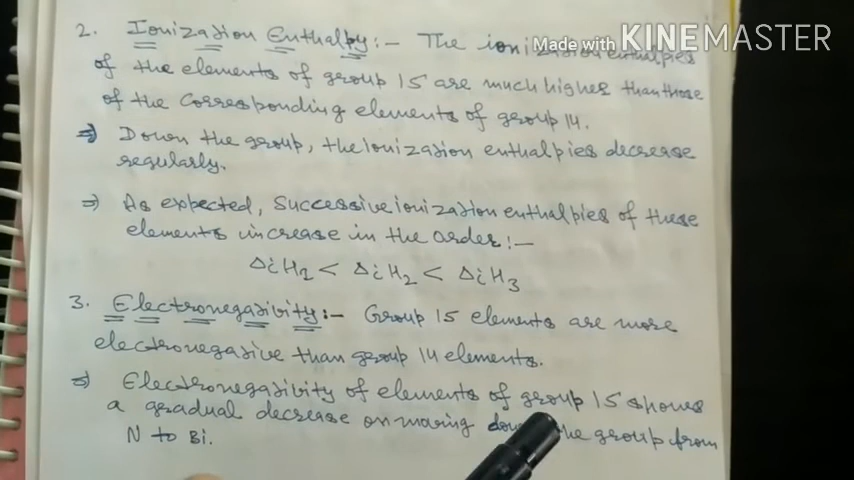 2. Ionization Enthalpy:- The ionization enthalpies
Made with KINEMASTER
of the elements of group 15 are much higher than those
of the corresponding elements of group 14.
⇒ Down the group, the ionization enthalpies decrease
regularly.
⇒ As expected, successive ionization enthalpies of these
elements increase in the order:-
ΔiH1 < ΔiH2 < ΔiH3
3. Electronegativity:- Group 15 elements are more
electronegative than group 14 elements.
⇒ Electronegativity of elements of group 15 shows
a gradual decrease on moving the group from
N to Bi.